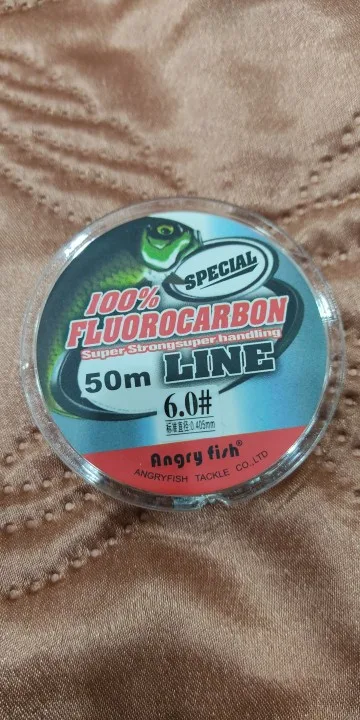 SPECIAL
100%
FLUOROCARBON
Super Strongsuper handling
LINE
50m
6.0#
标准直径:0.405mm
Angry fish®
ANGRYFISH TACKLE CO.,LTD